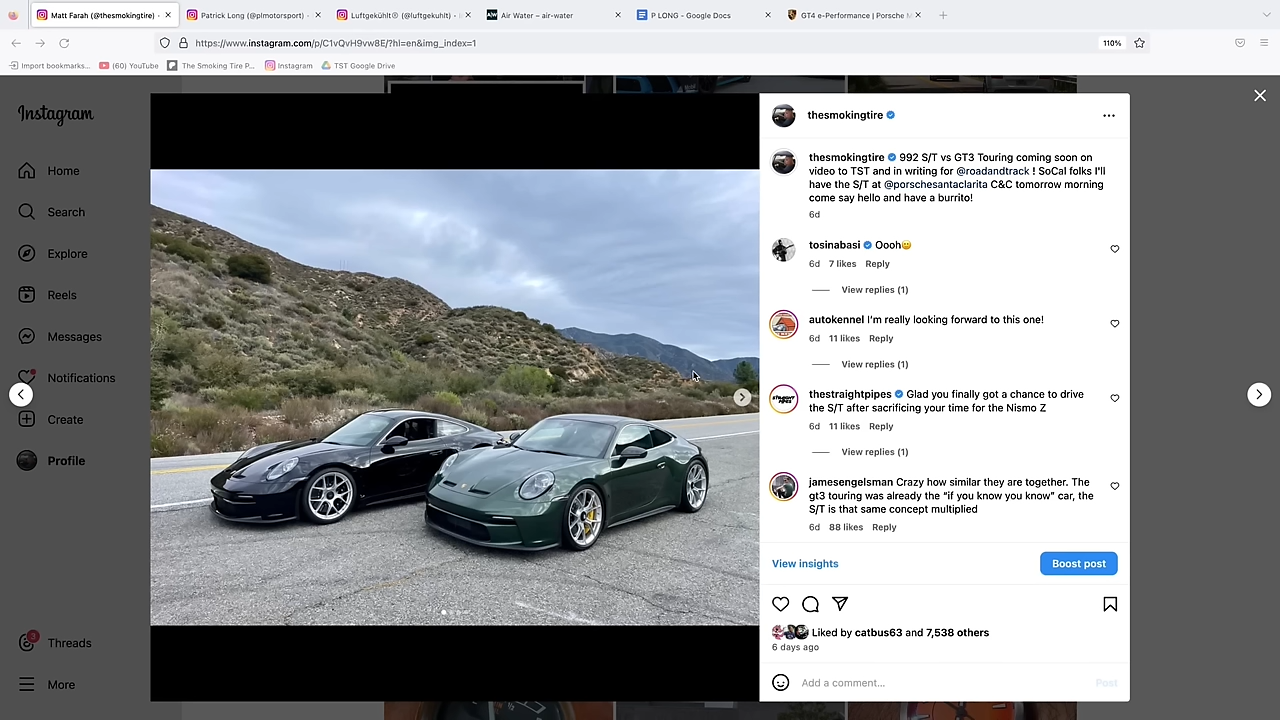 Matt Farah (@thesmokingtire) ·
Patrick Long (@plmotorsport) ·
Luftgekühlt® (@luftgekuhlt) ·
Air Water – air-water
P LONG - Google Docs
GT4 e-Performance | Porsche M
https://www.instagram.com/p/C1vQvH9vw8E/?hl=en&img_index=1
110%
Import bookmarks...
(60) YouTube
The Smoking Tire P...
Instagram
TST Google Drive
Instagram
Home
Search
Explore
Reels
Messages
Notifications
Create
Profile
3
Threads
More
thesmokingtire
thesmokingtire 992 S/T vs GT3 Touring coming soon on
video to TST and in writing for @roadandtrack ! SoCal folks I'll
have the S/T at @porschesantaclarita C&C tomorrow morning
come say hello and have a burrito!
6d
tosinabasi Oooh
6d 7 likes Reply
View replies (1)
autokennel I'm really looking forward to this one!
6d 11 likes Reply
View replies (1)
STRAIGHT PIPES
thestraightpipes Glad you finally got a chance to drive
the S/T after sacrificing your time for the Nismo Z
6d 11 likes Reply
View replies (1)
jamesengelsman Crazy how similar they are together. The
gt3 touring was already the “if you know you know” car, the
S/T is that same concept multiplied
6d 88 likes Reply
View insights
Boost post
Liked by catbus63 and 7,538 others
6 days ago
Add a comment...
Post